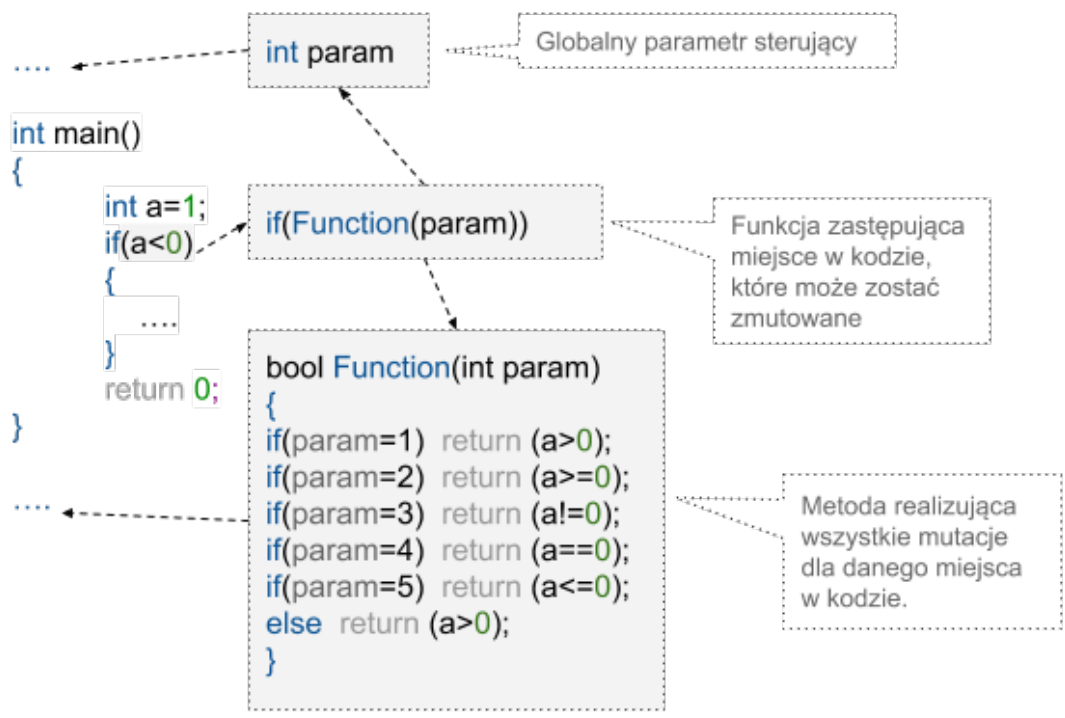 int param
Globalny parametr sterujący
....
int main()
{
int a=1;
if(a<0)
{
....
}
return 0;
}
....
if(Function(param))
Funkcja zastępująca
miejsce w kodzie,
które może zostać
zmutowane
bool Function(int param)
{
if(param=1) return (a>0);
if(param=2) return (a>=0);
if(param=3) return (a!=0);
if(param=4) return (a==0);
if(param=5) return (a<=0);
else return (a>0);
}
Metoda realizująca
wszystkie mutacje
dla danego miejsca
w kodzie.